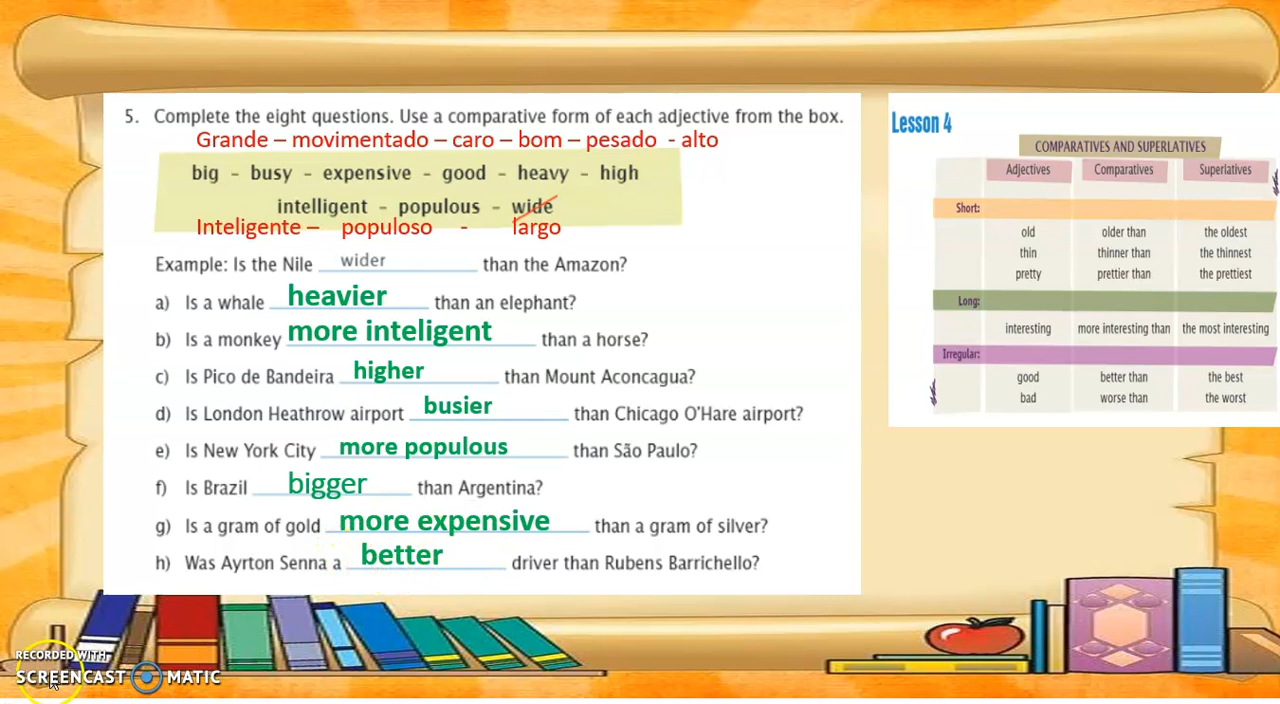 5. Complete the eight questions. Use a comparative form of each adjective from the box.
Grande – movimentado – caro – bom – pesado - alto
big - busy - expensive - good - heavy - high
intelligent - populous - wide
Inteligente – populoso - largo
Example: Is the Nile wider than the Amazon?
a) Is a whale heavier than an elephant?
b) Is a monkey more inteligent than a horse?
c) Is Pico de Bandeira higher than Mount Aconcagua?
d) Is London Heathrow airport busier than Chicago O'Hare airport?
e) Is New York City more populous than São Paulo?
f) Is Brazil bigger than Argentina?
g) Is a gram of gold more expensive than a gram of silver?
h) Was Ayrton Senna a better driver than Rubens Barrichello?
Lesson 4
COMPARATIVES AND SUPERLATIVES
Adjectives Comparatives Superlatives
Short:
old older than the oldest
thin thinner than the thinnest
pretty prettier than the prettiest
Long:
interesting more interesting than the most interesting
Irregular:
good better than the best
bad worse than the worst
RECORDED WITH
SCREENCAST MATIC